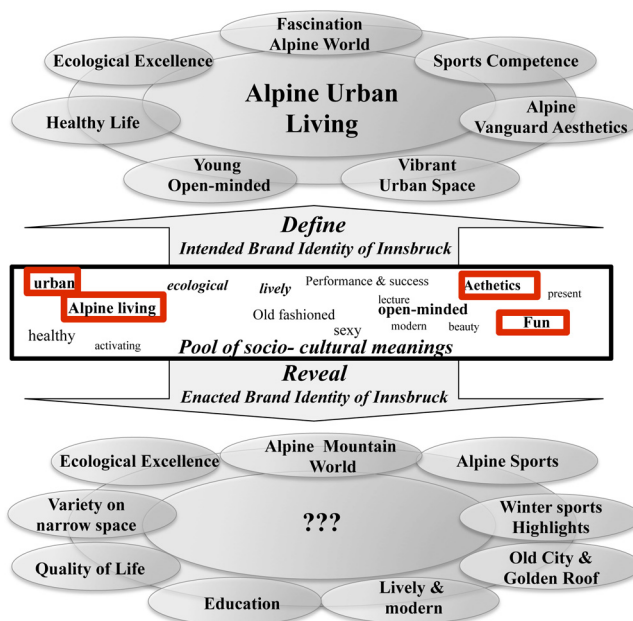 Fascination
Alpine World
Ecological Excellence
Sports Competence
Alpine Urban
Living
Healthy Life
Alpine
Vanguard Aesthetics
Young
Open-minded
Vibrant
Urban Space
Define
Intended Brand Identity of Innsbruck
urban
ecological
lively
Performance & success
Aethetics
present
Alpine living
lecture
Old fashioned
open-minded
healthy
sexy
modern
beauty
Fun
activating
Pool of socio- cultural meanings
Reveal
Enacted Brand Identity of Innsbruck
Ecological Excellence
Alpine Mountain
World
Alpine Sports
Variety on
narrow space
???
Winter sports
Highlights
Quality of Life
Old City &
Golden Roof
Education
Lively &
modern